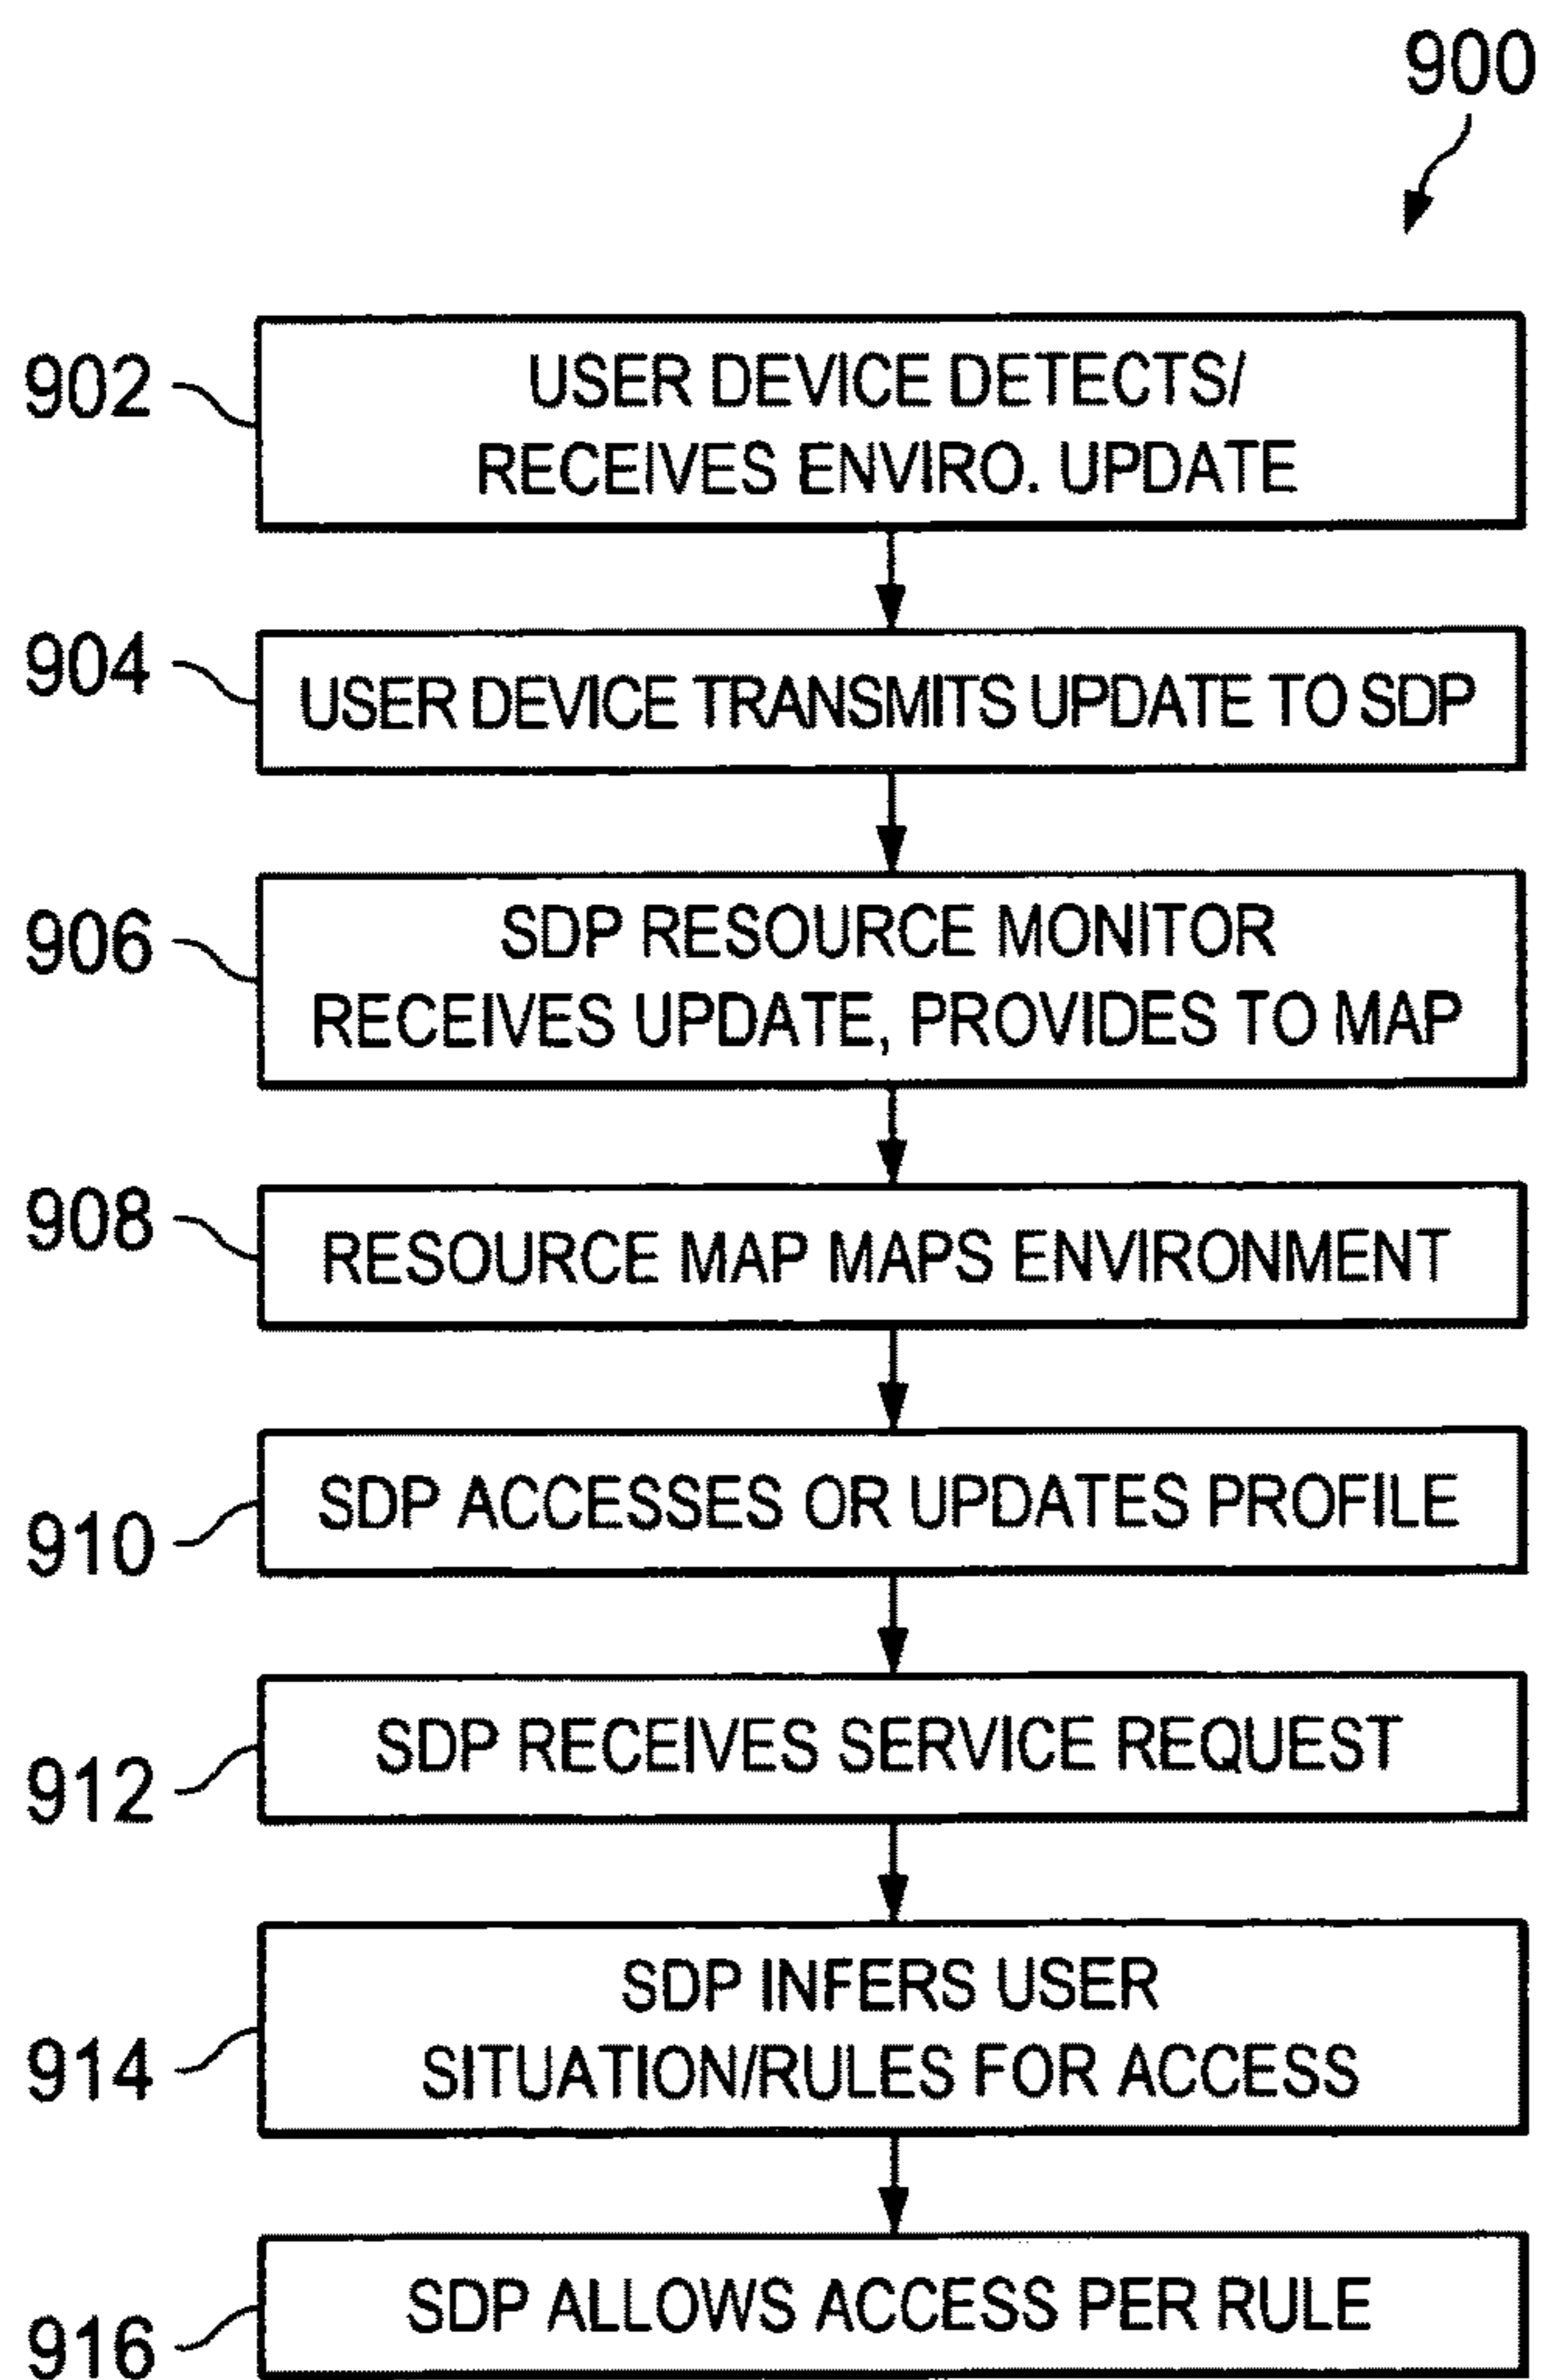 900
902
USER DEVICE DETECTS/
RECEIVES ENVIRO. UPDATE
904
USER DEVICE TRANSMITS UPDATE TO SDP
906
SDP RESOURCE MONITOR
RECEIVES UPDATE, PROVIDES TO MAP
908
RESOURCE MAP MAPS ENVIRONMENT
910
SDP ACCESSES OR UPDATES PROFILE
912
SDP RECEIVES SERVICE REQUEST
914
SDP INFERS USER
SITUATION/RULES FOR ACCESS
916
SDP ALLOWS ACCESS PER RULE